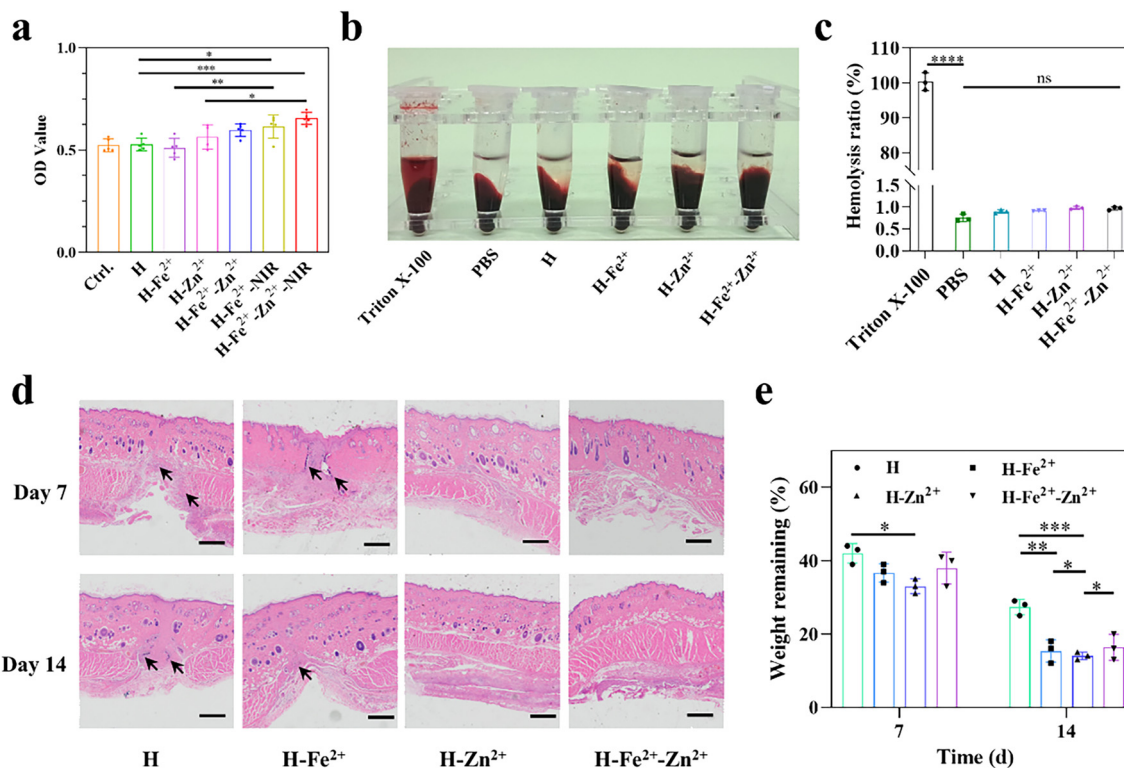 a
OD Value
1.0
0.5
0.0
*
***
**
*
Ctrl.
H
H-Fe²⁺
H-Zn²⁺
H-Fe²⁺-Zn²⁺
H-Fe²⁺-NIR
H-Fe²⁺-Zn²⁺-NIR
b
Triton X-100
PBS
H
H-Fe²⁺
H-Zn²⁺
H-Fe²⁺-Zn²⁺
c
Hemolysis ratio (%)
110
100
90
80
1.5
1.0
0.5
0.0
****
ns
Triton X-100
PBS
H
H-Fe²⁺
H-Zn²⁺
H-Fe²⁺-Zn²⁺
d
Day 7
Day 14
H
H-Fe²⁺
H-Zn²⁺
H-Fe²⁺-Zn²⁺
e
Weight remaining (%)
60
40
20
0
H
H-Fe²⁺
H-Zn²⁺
H-Fe²⁺-Zn²⁺
*
***
**
*
*
7
14
Time (d)